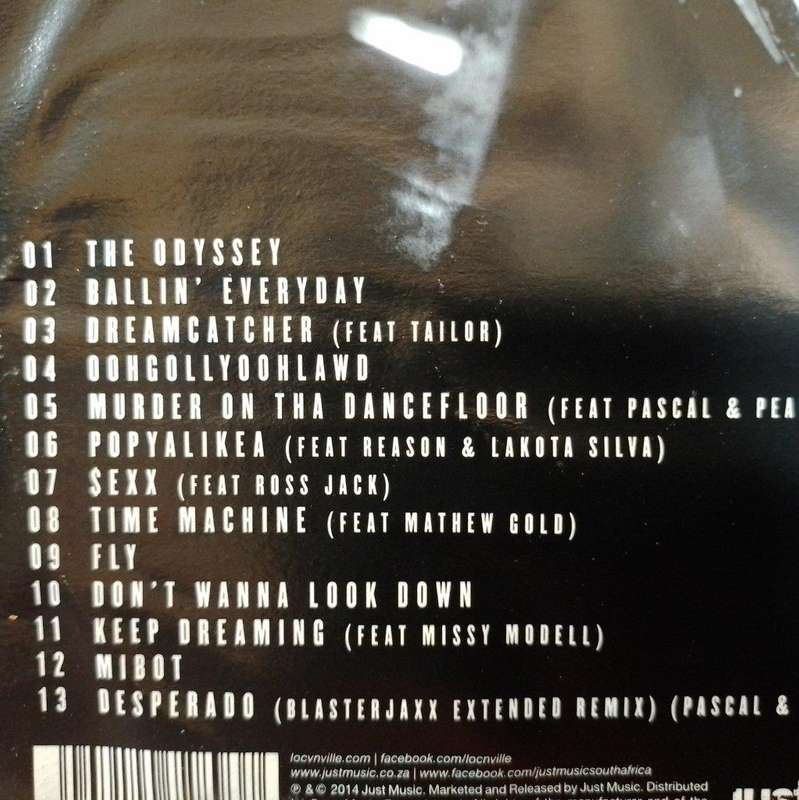 01 THE ODYSSEY
02 BALLIN' EVERYDAY
03 DREAMCATCHER (FEAT TAILOR)
04 OOHGOLLYOOHLAWD
05 MURDER ON THA DANCEFLOOR (FEAT PASCAL & PEA
06 POPYALIKEA (FEAT REASON & LAKOTA SILVA)
07 $EXX (FEAT ROSS JACK)
08 TIME MACHINE (FEAT MATHEW GOLD)
09 FLY
10 DON'T WANNA LOOK DOWN
11 KEEP DREAMING (FEAT MISSY MODELL)
12 MIBOT
13 DESPERADO (BLASTERJAXX EXTENDED REMIX) (PASCAL &
locvnville.com | facebook.com/locnville
www.justmusic.co.za | www.facebook.com/justmusicsouthafrica
℗ & © 2014 Just Music. Marketed and Released by Just Music. Distributed
JUST